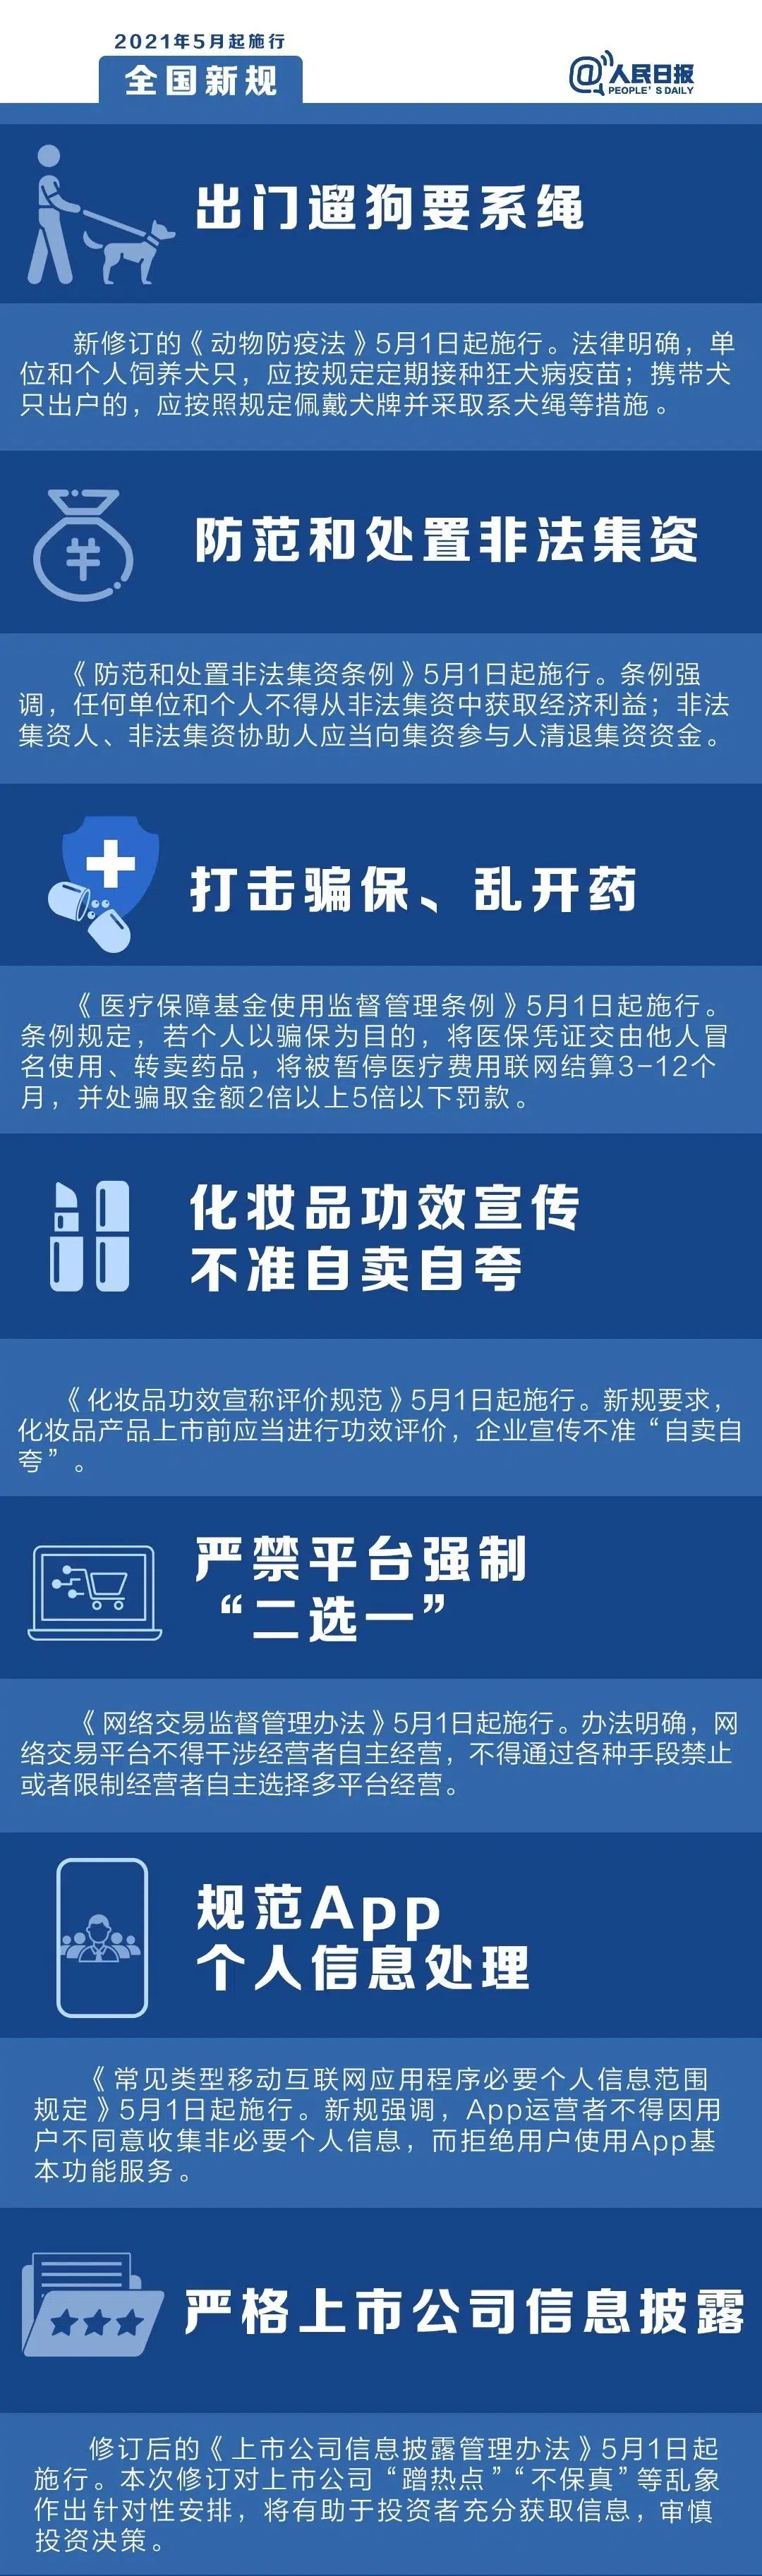 2021年5月起施行
全国新规
@人民日报
PEOPLE'S DAILY
出门遛狗要系绳
新修订的《动物防疫法》5月1日起施行。法律明确，单
位和个人饲养犬只，应按规定定期接种狂犬病疫苗；携带犬
只出户的，应按照规定佩戴犬牌并采取系犬绳等措施。
防范和处置非法集资
《防范和处置非法集资条例》5月1日起施行。条例强
调，任何单位和个人不得从非法集资中获取经济利益；非法
集资人、非法集资协助人应当向集资参与人清退集资资金。
打击骗保、乱开药
《医疗保障基金使用监督管理条例》5月1日起施行。
条例规定，若个人以骗保为目的，将医保凭证交由他人冒
名使用、转卖药品，将被暂停医疗费用联网结算3-12个
月，并处骗取金额2倍以上5倍以下罚款。
化妆品功效宣传
不准自卖自夸
《化妆品功效宣称评价规范》5月1日起施行。新规要求，
化妆品产品上市前应当进行功效评价，企业宣传不准“自卖自
夸”。
严禁平台强制
“二选一”
《网络交易监督管理办法》5月1日起施行。办法明确，网
络交易平台不得干涉经营者自主经营，不得通过各种手段禁止
或者限制经营者自主选择多平台经营。
规范App
个人信息处理
《常见类型移动互联网应用程序必要个人信息范围
规定》5月1日起施行。新规强调，App运营者不得因用
户不同意收集非必要个人信息，而拒绝用户使用App基
本功能服务。
严格上市公司信息披露
修订后的《上市公司信息披露管理办法》5月1日起
施行。本次修订对上市公司“蹭热点”“不保真”等乱象
作出针对性安排，将有助于投资者充分获取信息，审慎
投资决策。